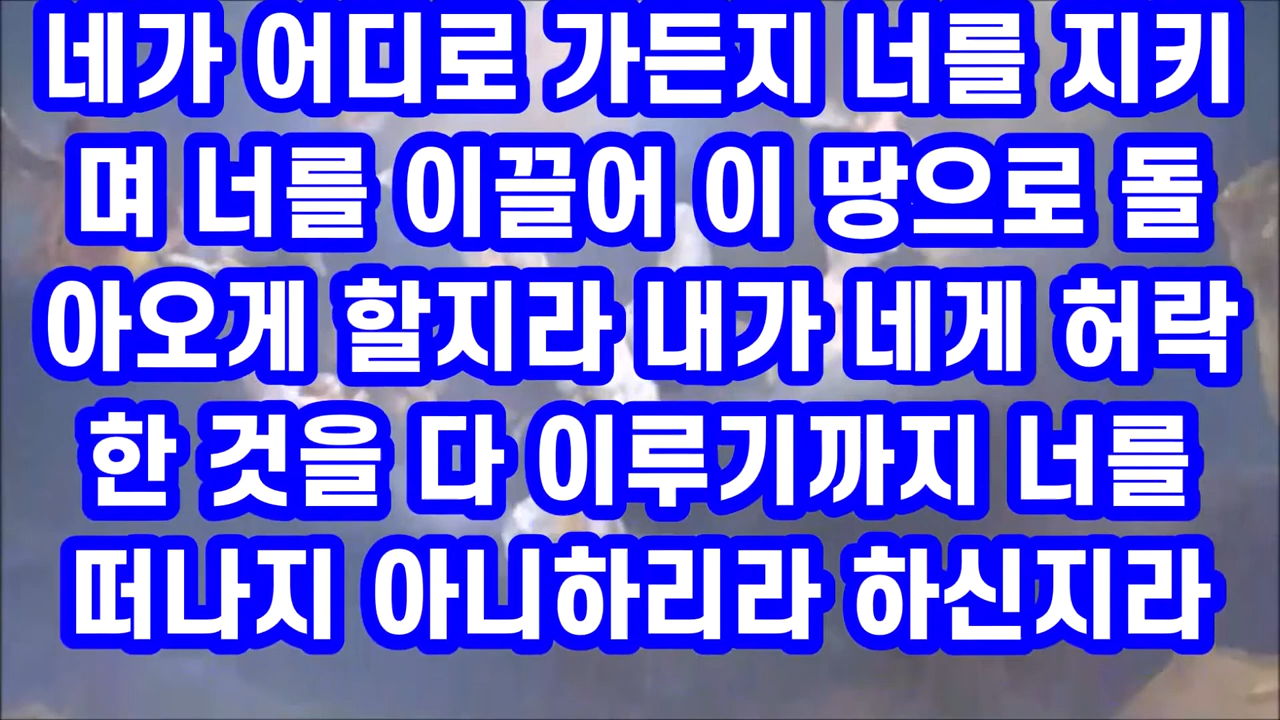 네가 어디로 가든지 너를 지키
며 너를 이끌어 이 땅으로 돌
아오게 할지라 내가 네게 허락
한 것을 다 이루기까지 너를
떠나지 아니하리라 하신지라